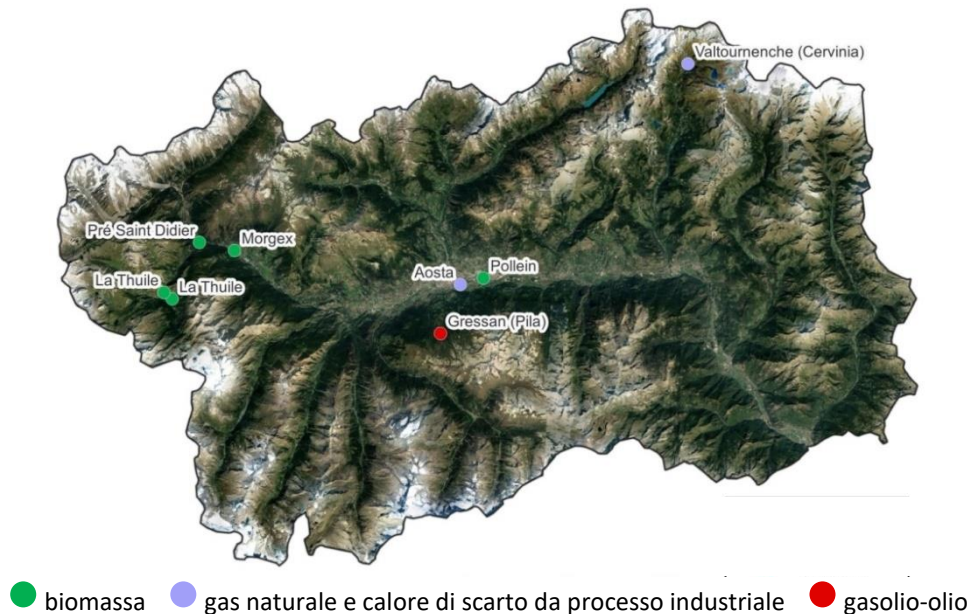 Valtournenche (Cervinia)
Pré Saint Didier
Morgex
La Thuile
La Thuile
Aosta
Pollein
Gressan (Pila)
biomassa gas naturale e calore di scarto da processo industriale gasolio-olio